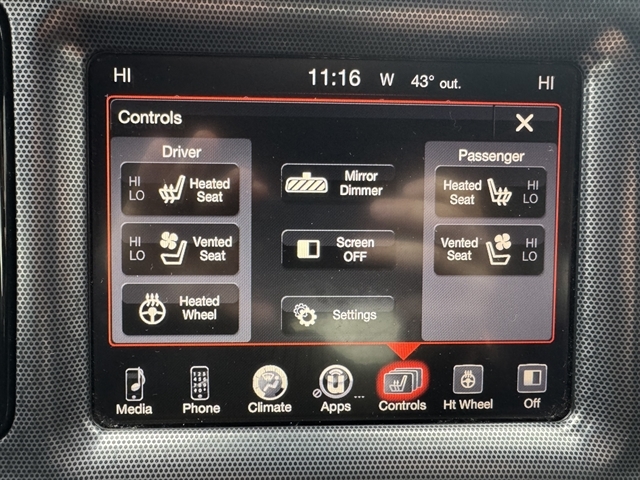 HI 11:16 W 43° out. HI
Controls
Driver
Passenger
HI
LO
Heated
Seat
Mirror
Dimmer
Heated
Seat
HI
LO
HI
LO
Vented
Seat
Screen
OFF
Vented
Seat
HI
LO
Heated
Wheel
Settings
Media Phone Climate Apps Controls Ht Wheel Off